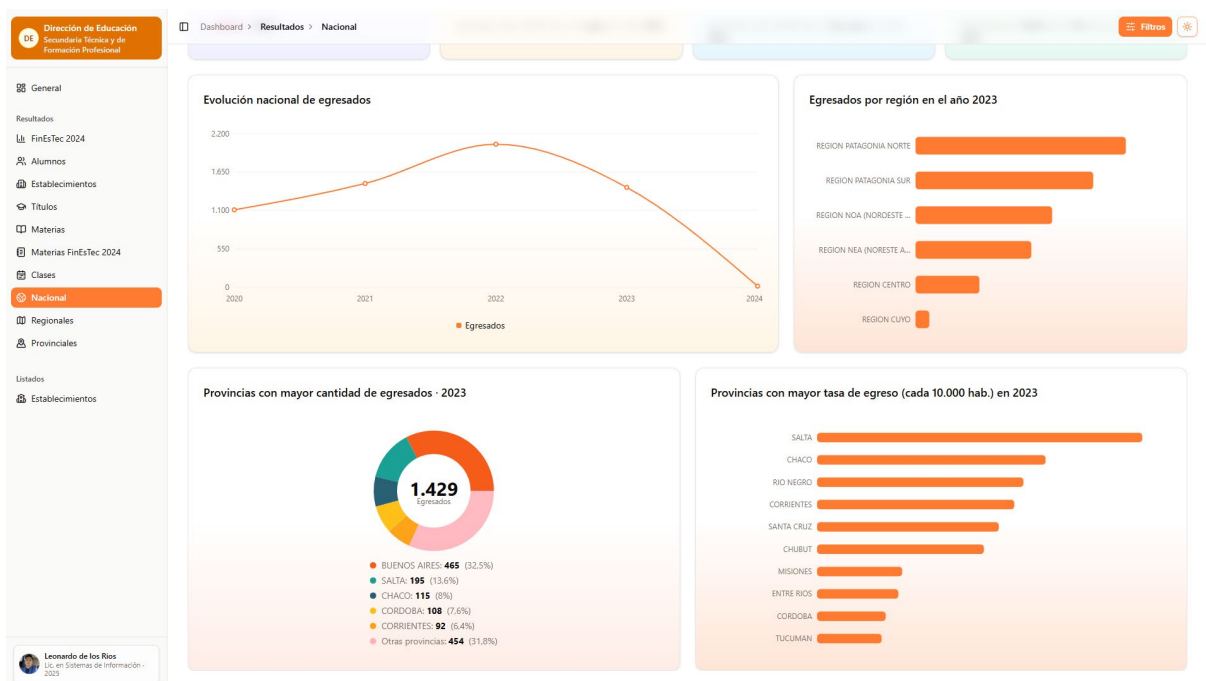 DE
Dirección de Educación
Secundaria Técnica y de
Formación Profesional
General
Resultados
FinEsTec 2024
Alumnos
Establecimientos
Títulos
Materias
Materias FinEsTec 2024
Clases
Nacional
Regionales
Provinciales
Listados
Establecimientos
Leonardo de los Rios
Lic. en Sistemas de Información -
2025
Dashboard > Resultados > Nacional
Filtros
Evolución nacional de egresados
2.200
1.650
1.100
550
0
2020 2021 2022 2023 2024
Egresados
Egresados por región en el año 2023
REGION PATAGONIA NORTE
REGION PATAGONIA SUR
REGION NOA (NOROESTE ...
REGION NEA (NORESTE A...
REGION CENTRO
REGION CUYO
Provincias con mayor cantidad de egresados · 2023
1.429
Egresados
BUENOS AIRES: 465 (32,5%)
SALTA: 195 (13,6%)
CHACO: 115 (8%)
CORDOBA: 108 (7,6%)
CORRIENTES: 92 (6,4%)
Otras provincias: 454 (31,8%)
Provincias con mayor tasa de egreso (cada 10.000 hab.) en 2023
SALTA
CHACO
RIO NEGRO
CORRIENTES
SANTA CRUZ
CHUBUT
MISIONES
ENTRE RIOS
CORDOBA
TUCUMAN